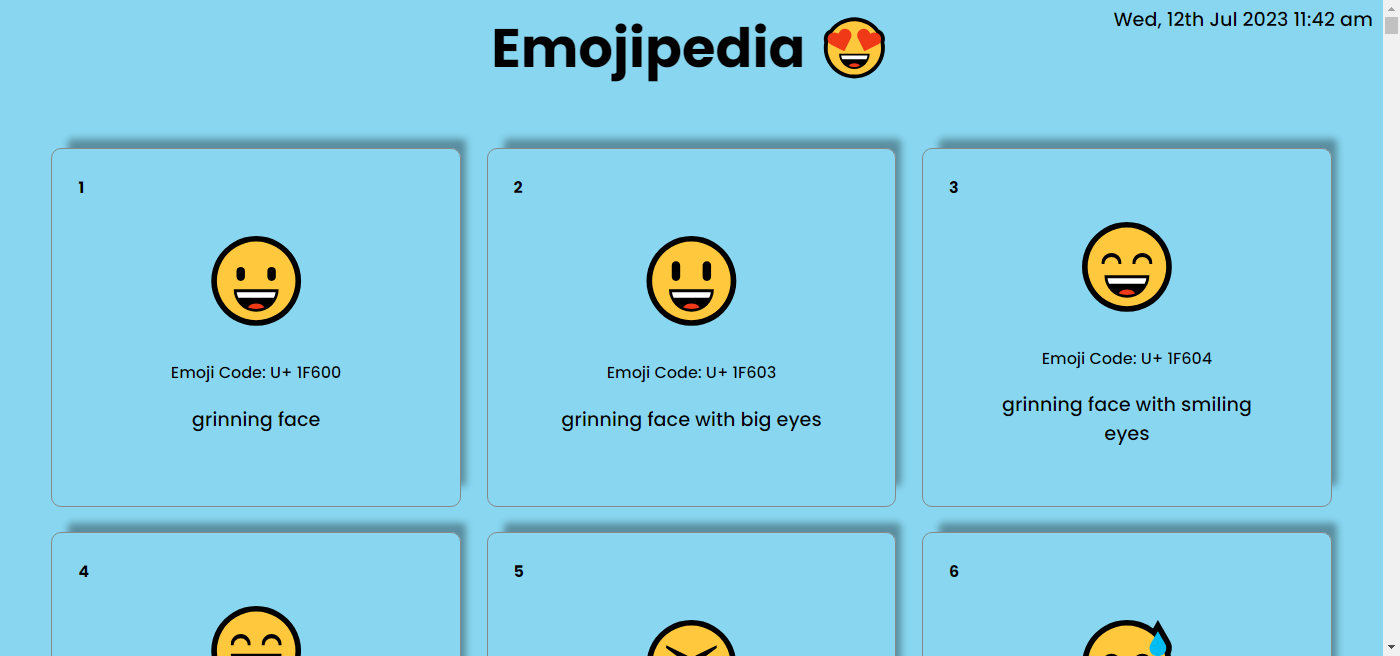 Wed, 12th Jul 2023 11:42 am
Emojipedia
1
Emoji Code: U+ 1F600
grinning face
2
Emoji Code: U+ 1F603
grinning face with big eyes
3
Emoji Code: U+ 1F604
grinning face with smiling
eyes
4
5
6